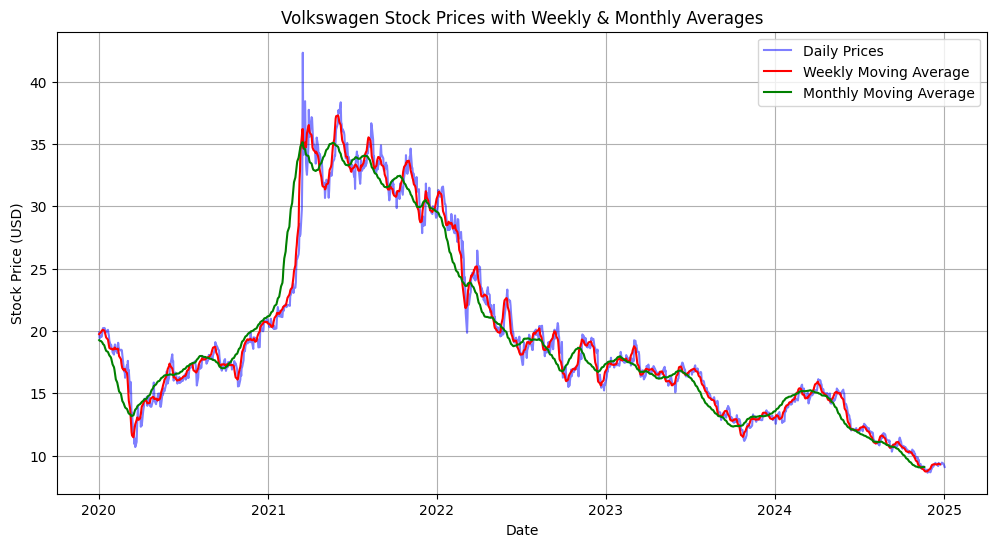 Volkswagen Stock Prices with Weekly & Monthly Averages
Daily Prices
Weekly Moving Average
Monthly Moving Average
Stock Price (USD)
40
35
30
25
20
15
10
2020
2021
2022
2023
2024
2025
Date